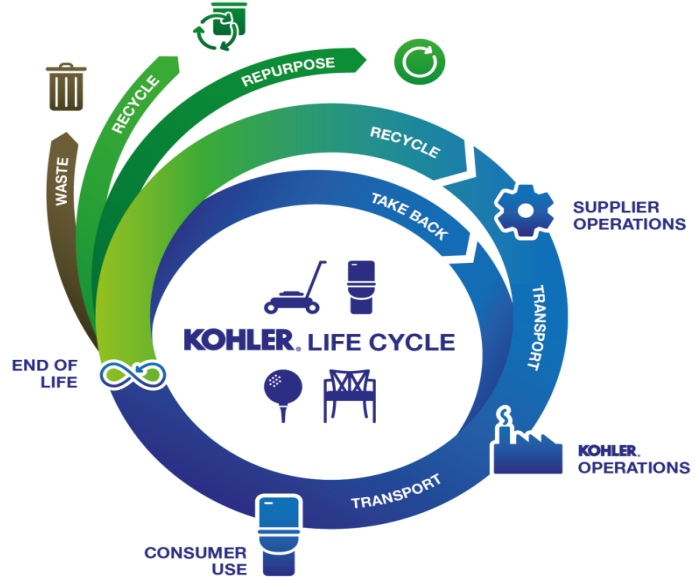 REPURPOSE
RECYCLE
WASTE
RECYCLE
TAKE BACK
SUPPLIER
OPERATIONS
TRANSPORT
KOHLER. LIFE CYCLE
END OF
LIFE
KOHLER.
OPERATIONS
TRANSPORT
CONSUMER
USE